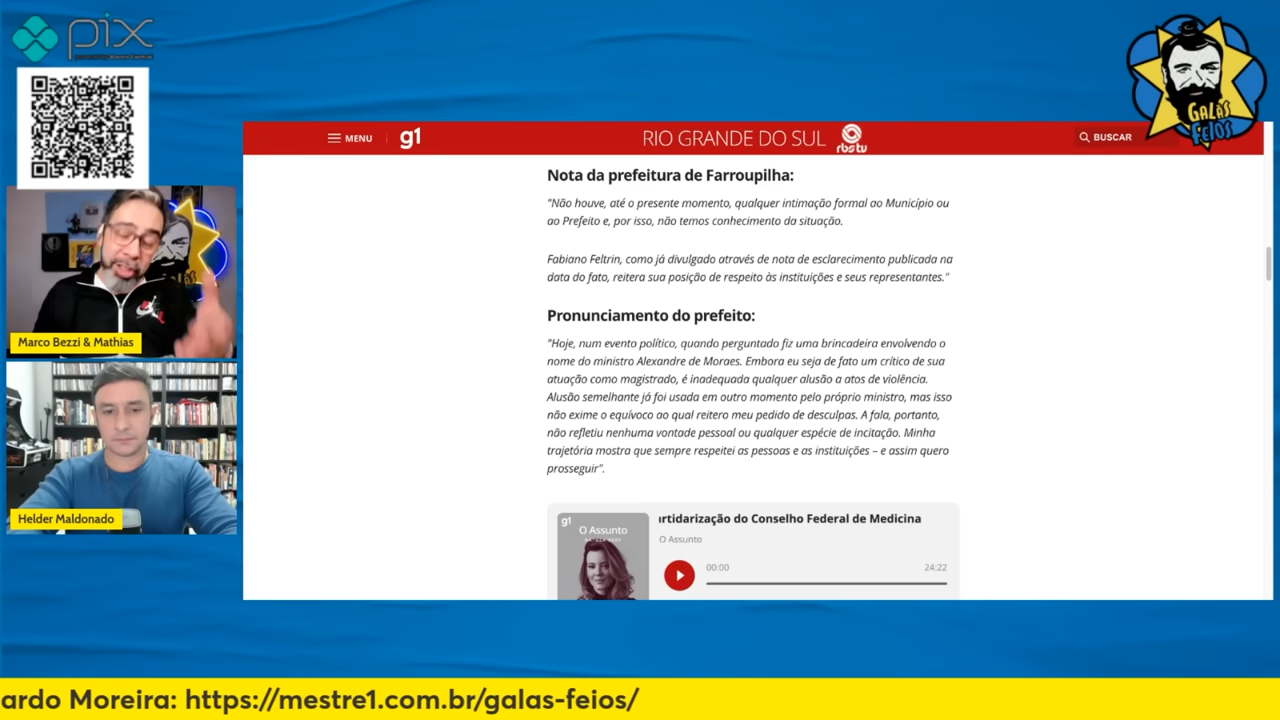 pix
powered by Banco Central
GALÃS
FEIOS
MENU
g1
RIO GRANDE DO SUL
rbstv
BUSCAR
Nota da prefeitura de Farroupilha:
"Não houve, até o presente momento, qualquer intimação formal ao Município ou
ao Prefeito e, por isso, não temos conhecimento da situação.
Fabiano Feltrin, como já divulgado através de nota de esclarecimento publicada na
data do fato, reitera sua posição de respeito às instituições e seus representantes."
Pronunciamento do prefeito:
"Hoje, num evento político, quando perguntado fiz uma brincadeira envolvendo o
nome do ministro Alexandre de Moraes. Embora eu seja de fato um crítico de sua
atuação como magistrado, é inadequada qualquer alusão a atos de violência.
Alusão semelhante já foi usada em outro momento pelo próprio ministro, mas isso
não exime o equívoco ao qual reitero meu pedido de desculpas. A fala, portanto,
não refletiu nenhuma vontade pessoal ou qualquer espécie de incitação. Minha
trajetória mostra que sempre respeitei as pessoas e as instituições – e assim quero
prosseguir".
g1
O Assunto
rtidarização do Conselho Federal de Medicina
O Assunto
00:00
24:22
Marco Bezzi & Mathias
Helder Maldonado
ardo Moreira: https://mestre1.com.br/galas-feios/